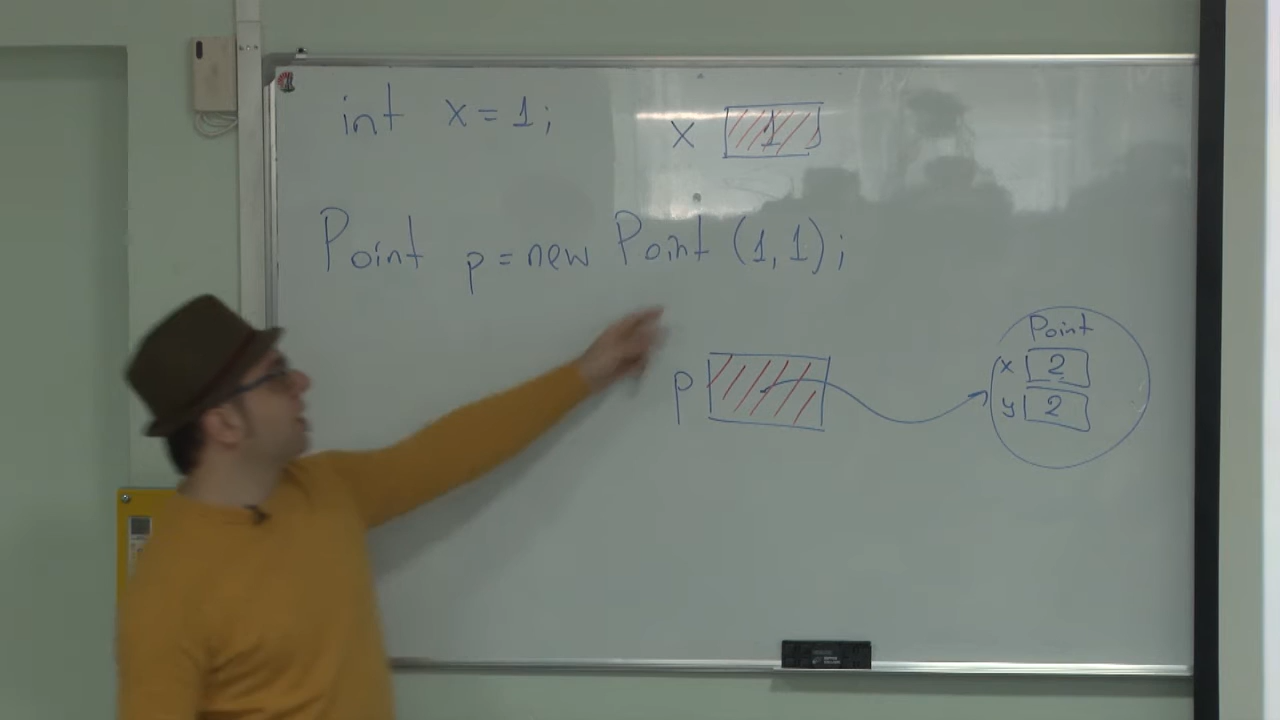 int x = 1;
x 1
Point p = new Point (1, 1);
p
Point
x 2
y 2